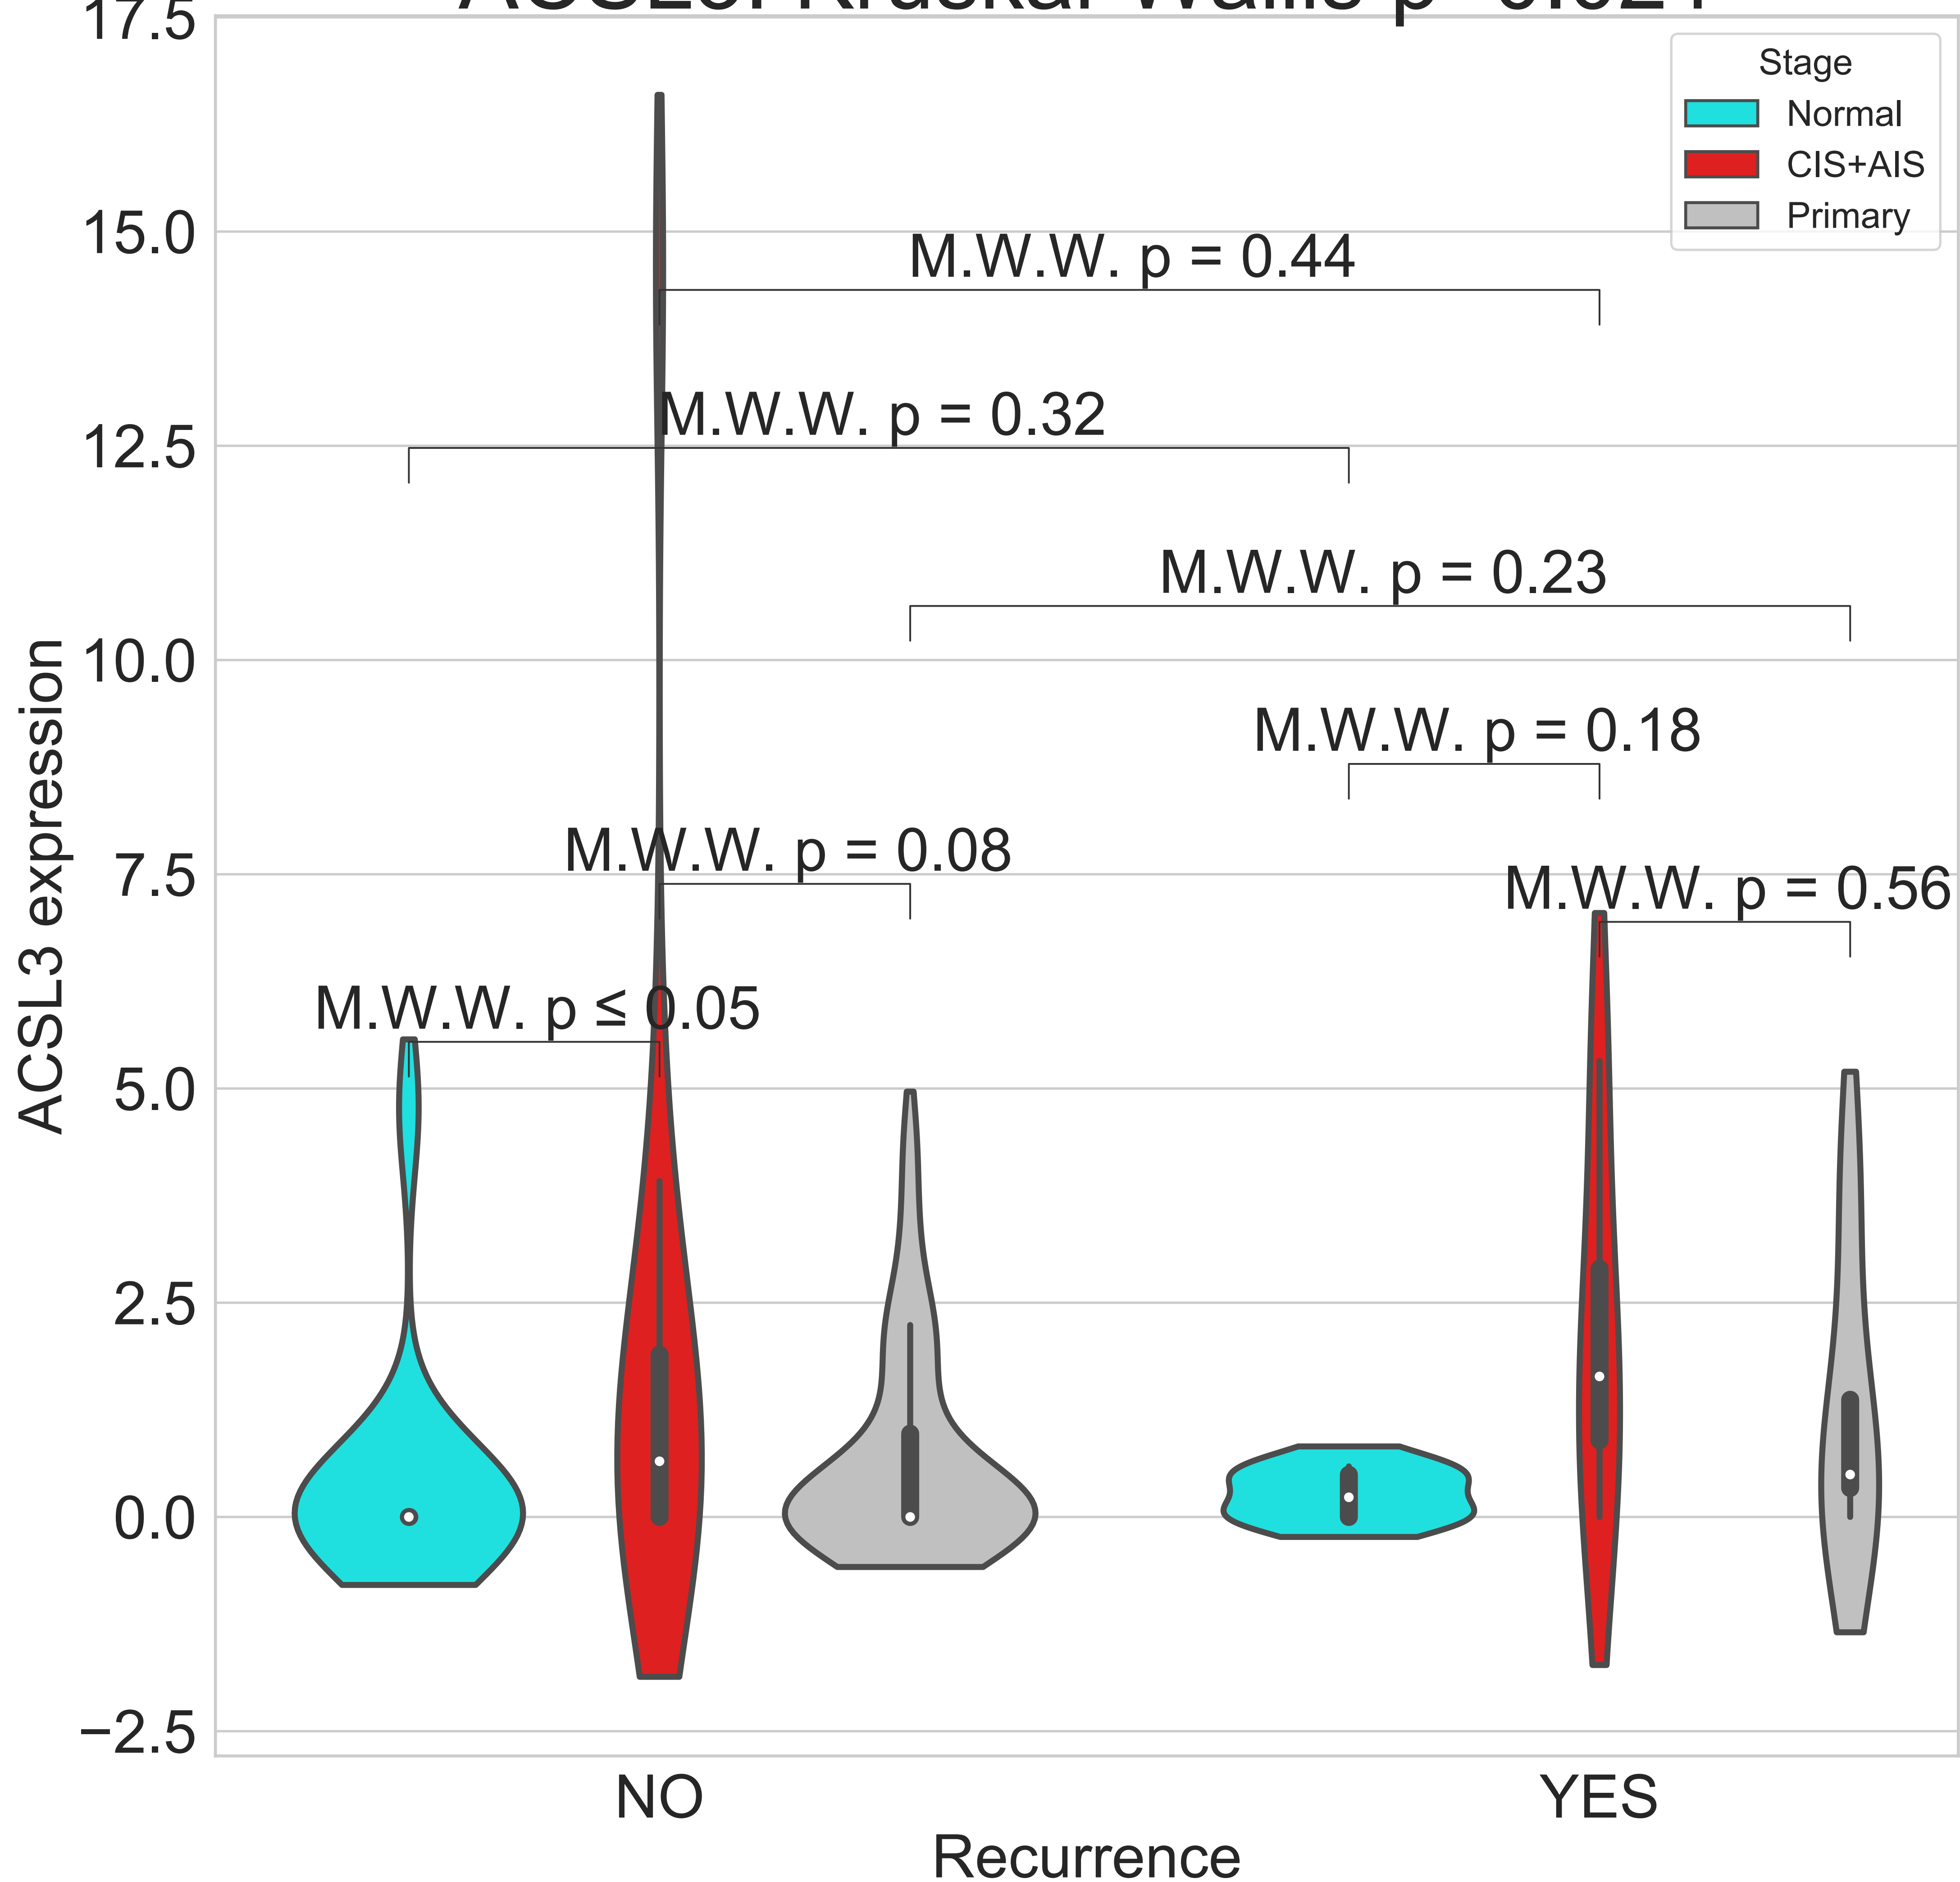 17.5
15.0
12.5
10.0
7.5
5.0
2.5
0.0
−2.5
ACSL3 expression
Stage
Normal
CIS+AIS
Primary
M.W.W. p = 0.44
M.W.W. p = 0.32
M.W.W. p = 0.23
M.W.W. p = 0.18
M.W.W. p = 0.08
M.W.W. p = 0.56
M.W.W. p ≤ 0.05
NO
YES
Recurrence